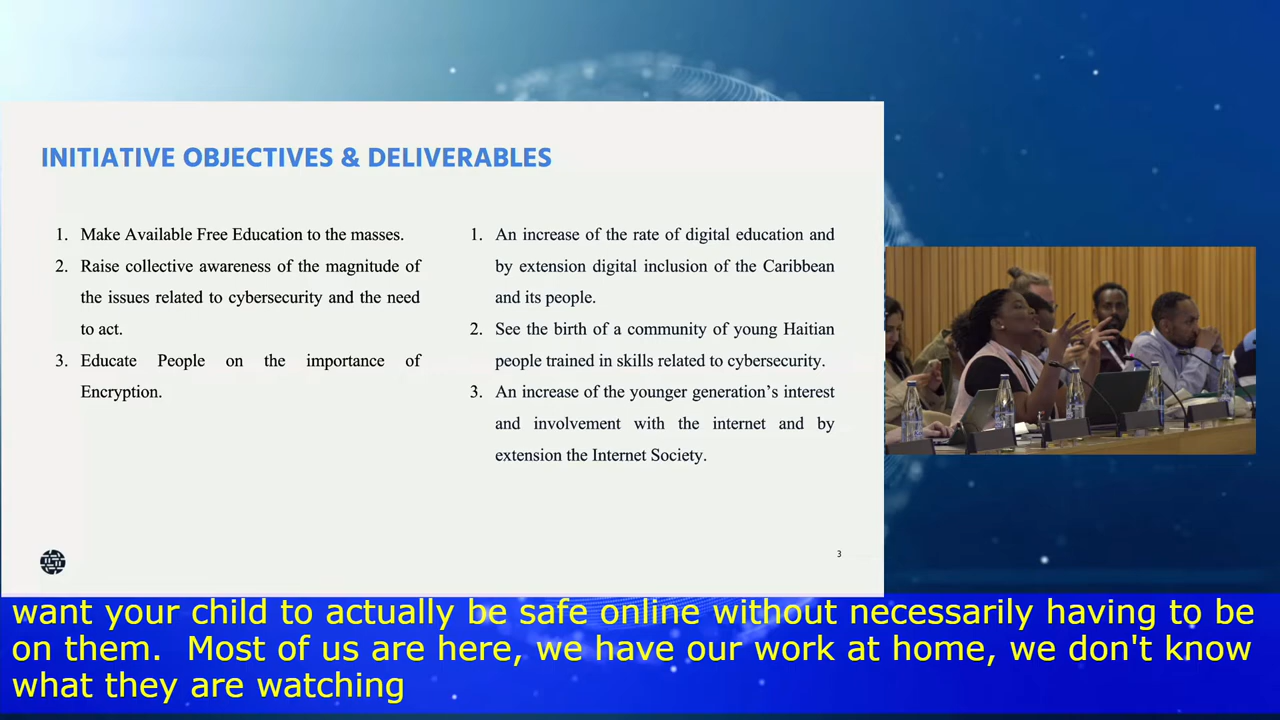 INITIATIVE OBJECTIVES & DELIVERABLES
1. Make Available Free Education to the masses.
2. Raise collective awareness of the magnitude of
the issues related to cybersecurity and the need
to act.
3. Educate People on the importance of
Encryption.
1. An increase of the rate of digital education and
by extension digital inclusion of the Caribbean
and its people.
2. See the birth of a community of young Haitian
people trained in skills related to cybersecurity.
3. An increase of the younger generation’s interest
and involvement with the internet and by
extension the Internet Society.
3
want your child to actually be safe online without necessarily having to be
on them.  Most of us are here, we have our work at home, we don't know
what they are watching